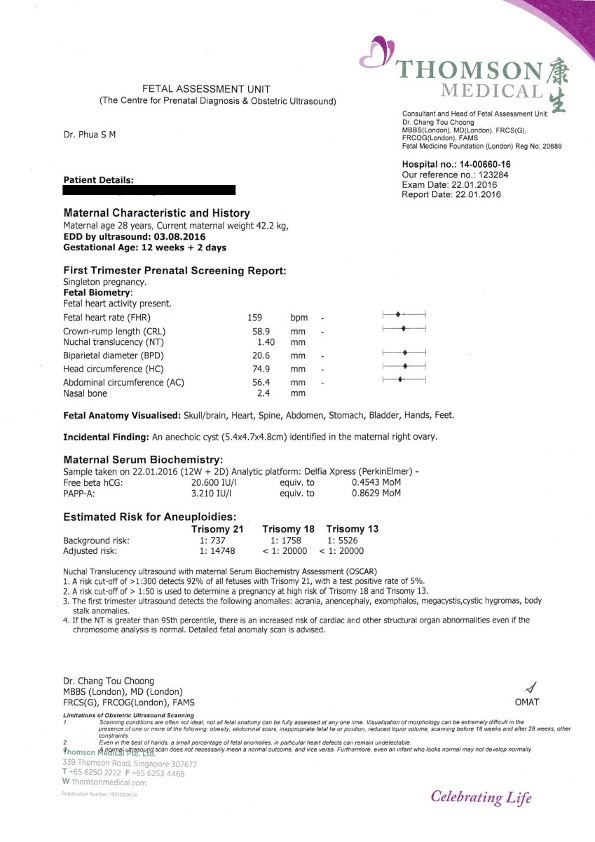 THOMSON 康生
MEDICAL
FETAL ASSESSMENT UNIT
(The Centre for Prenatal Diagnosis & Obstetric Ultrasound)
Consultant and Head of Fetal Assessment Unit
Dr. Chang Tou Choong
MBBS(London), MD(London), FRCS(G),
FRCOG(London), FAMS
Fetal Medicine Foundation (London) Reg No: 20689
Dr. Phua S M
Hospital no.: 14-00660-16
Our reference no.: 123284
Exam Date: 22.01.2016
Report Date: 22.01.2016
Patient Details:
Maternal Characteristic and History
Maternal age 28 years, Current maternal weight 42.2 kg,
EDD by ultrasound: 03.08.2016
Gestational Age: 12 weeks + 2 days
First Trimester Prenatal Screening Report:
Singleton pregnancy.
Fetal Biometry:
Fetal heart activity present.
Fetal heart rate (FHR) 159 bpm -
Crown-rump length (CRL) 58.9 mm -
Nuchal translucency (NT) 1.40 mm
Biparietal diameter (BPD) 20.6 mm -
Head circumference (HC) 74.9 mm -
Abdominal circumference (AC) 56.4 mm -
Nasal bone 2.4 mm
Fetal Anatomy Visualised: Skull/brain, Heart, Spine, Abdomen, Stomach, Bladder, Hands, Feet.
Incidental Finding: An anechoic cyst (5.4x4.7x4.8cm) identified in the maternal right ovary.
Maternal Serum Biochemistry:
Sample taken on 22.01.2016 (12W + 2D) Analytic platform: Delfia Xpress (PerkinElmer) -
Free beta hCG: 20.600 IU/l equiv. to 0.4543 MoM
PAPP-A: 3.210 IU/l equiv. to 0.8629 MoM
Estimated Risk for Aneuploidies:
Trisomy 21 Trisomy 18 Trisomy 13
Background risk: 1: 737 1: 1758 1: 5526
Adjusted risk: 1: 14748 < 1: 20000 < 1: 20000
Nuchal Translucency ultrasound with maternal Serum Biochemistry Assessment (OSCAR)
1. A risk cut-off of >1:300 detects 92% of all fetuses with Trisomy 21, with a test positive rate of 5%.
2. A risk cut-off of > 1:50 is used to determine a pregnancy at high risk of Trisomy 18 and Trisomy 13.
3. The first trimester ultrasound detects the following anomalies: acrania, anencephaly, exomphalos, megacystis,cystic hygromas, body
stalk anomalies.
4. If the NT is greater than 95th percentile, there is an increased risk of cardiac and other structural organ abnormalities even if the
chromosome analysis is normal. Detailed fetal anomaly scan is advised.
Dr. Chang Tou Choong
MBBS (London), MD (London)
FRCS(G), FRCOG(London), FAMS
OMAT
Limitations of Obstetric Ultrasound Scanning
1 Scanning conditions are often not ideal; not all fetal anatomy can be fully assessed at any one time. Visualisation of morphology can be extremely difficult in the
presence of one or more of the following: obesity, abdominal scars, inappropriate fetal lie or position, reduced liquor volume, scanning before 18 weeks and after 28 weeks, other
constraints.
2 Even in the best of hands, a small percentage of fetal anomalies, in particular heart defects can remain undetectable.
3 A normal ultrasound scan does not necessarily mean a normal outcome, and vice versa. Furthermore, even an infant who looks normal may not develop normally.
Thomson Medical Pte. Ltd.
339 Thomson Road, Singapore 307677
T +65 6250 2222 F +65 6253 4468
W thomsonmedical.com
Registration Number
Celebrating Life